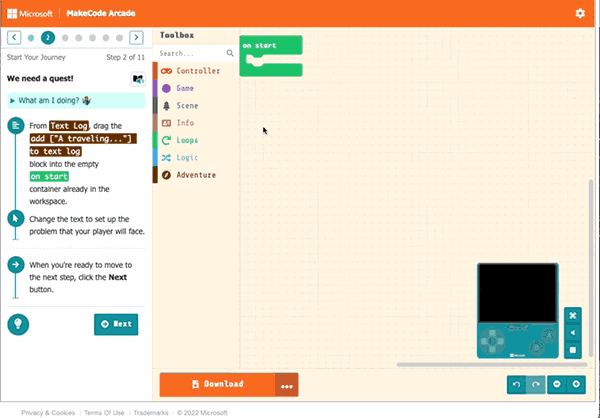 Microsoft
MakeCode Arcade
2
Start Your Journey
Step 2 of 11
We need a quest!
What am I doing?
From Text Log, drag the
add ["A traveling..."]
to text log
block into the empty
on start
container already in the
workspace.
Change the text to set up the
problem that your player will face.
When you're ready to move to
the next step, click the Next
button.
Next
Toolbox
Search...
Controller
Game
Scene
Info
Loops
Logic
Adventure
on start
Download
Microsoft
Privacy & Cookies
Terms Of Use
Trademarks
© 2022 Microsoft